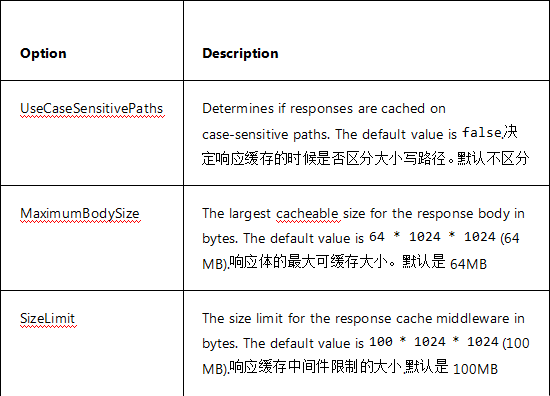 Option
Description
UseCaseSensitivePaths
Determines if responses are cached on
case-sensitive paths. The default value is false.决
定响应缓存的时候是否区分大小写路径。默认不区分
MaximumBodySize
The largest cacheable size for the response body in
bytes. The default value is 64 * 1024 * 1024 (64
MB).响应体的最大可缓存大小。默认是 64MB
SizeLimit
The size limit for the response cache middleware in
bytes. The default value is 100 * 1024 * 1024 (100
MB).响应缓存中间件限制的大小,默认是 100MB